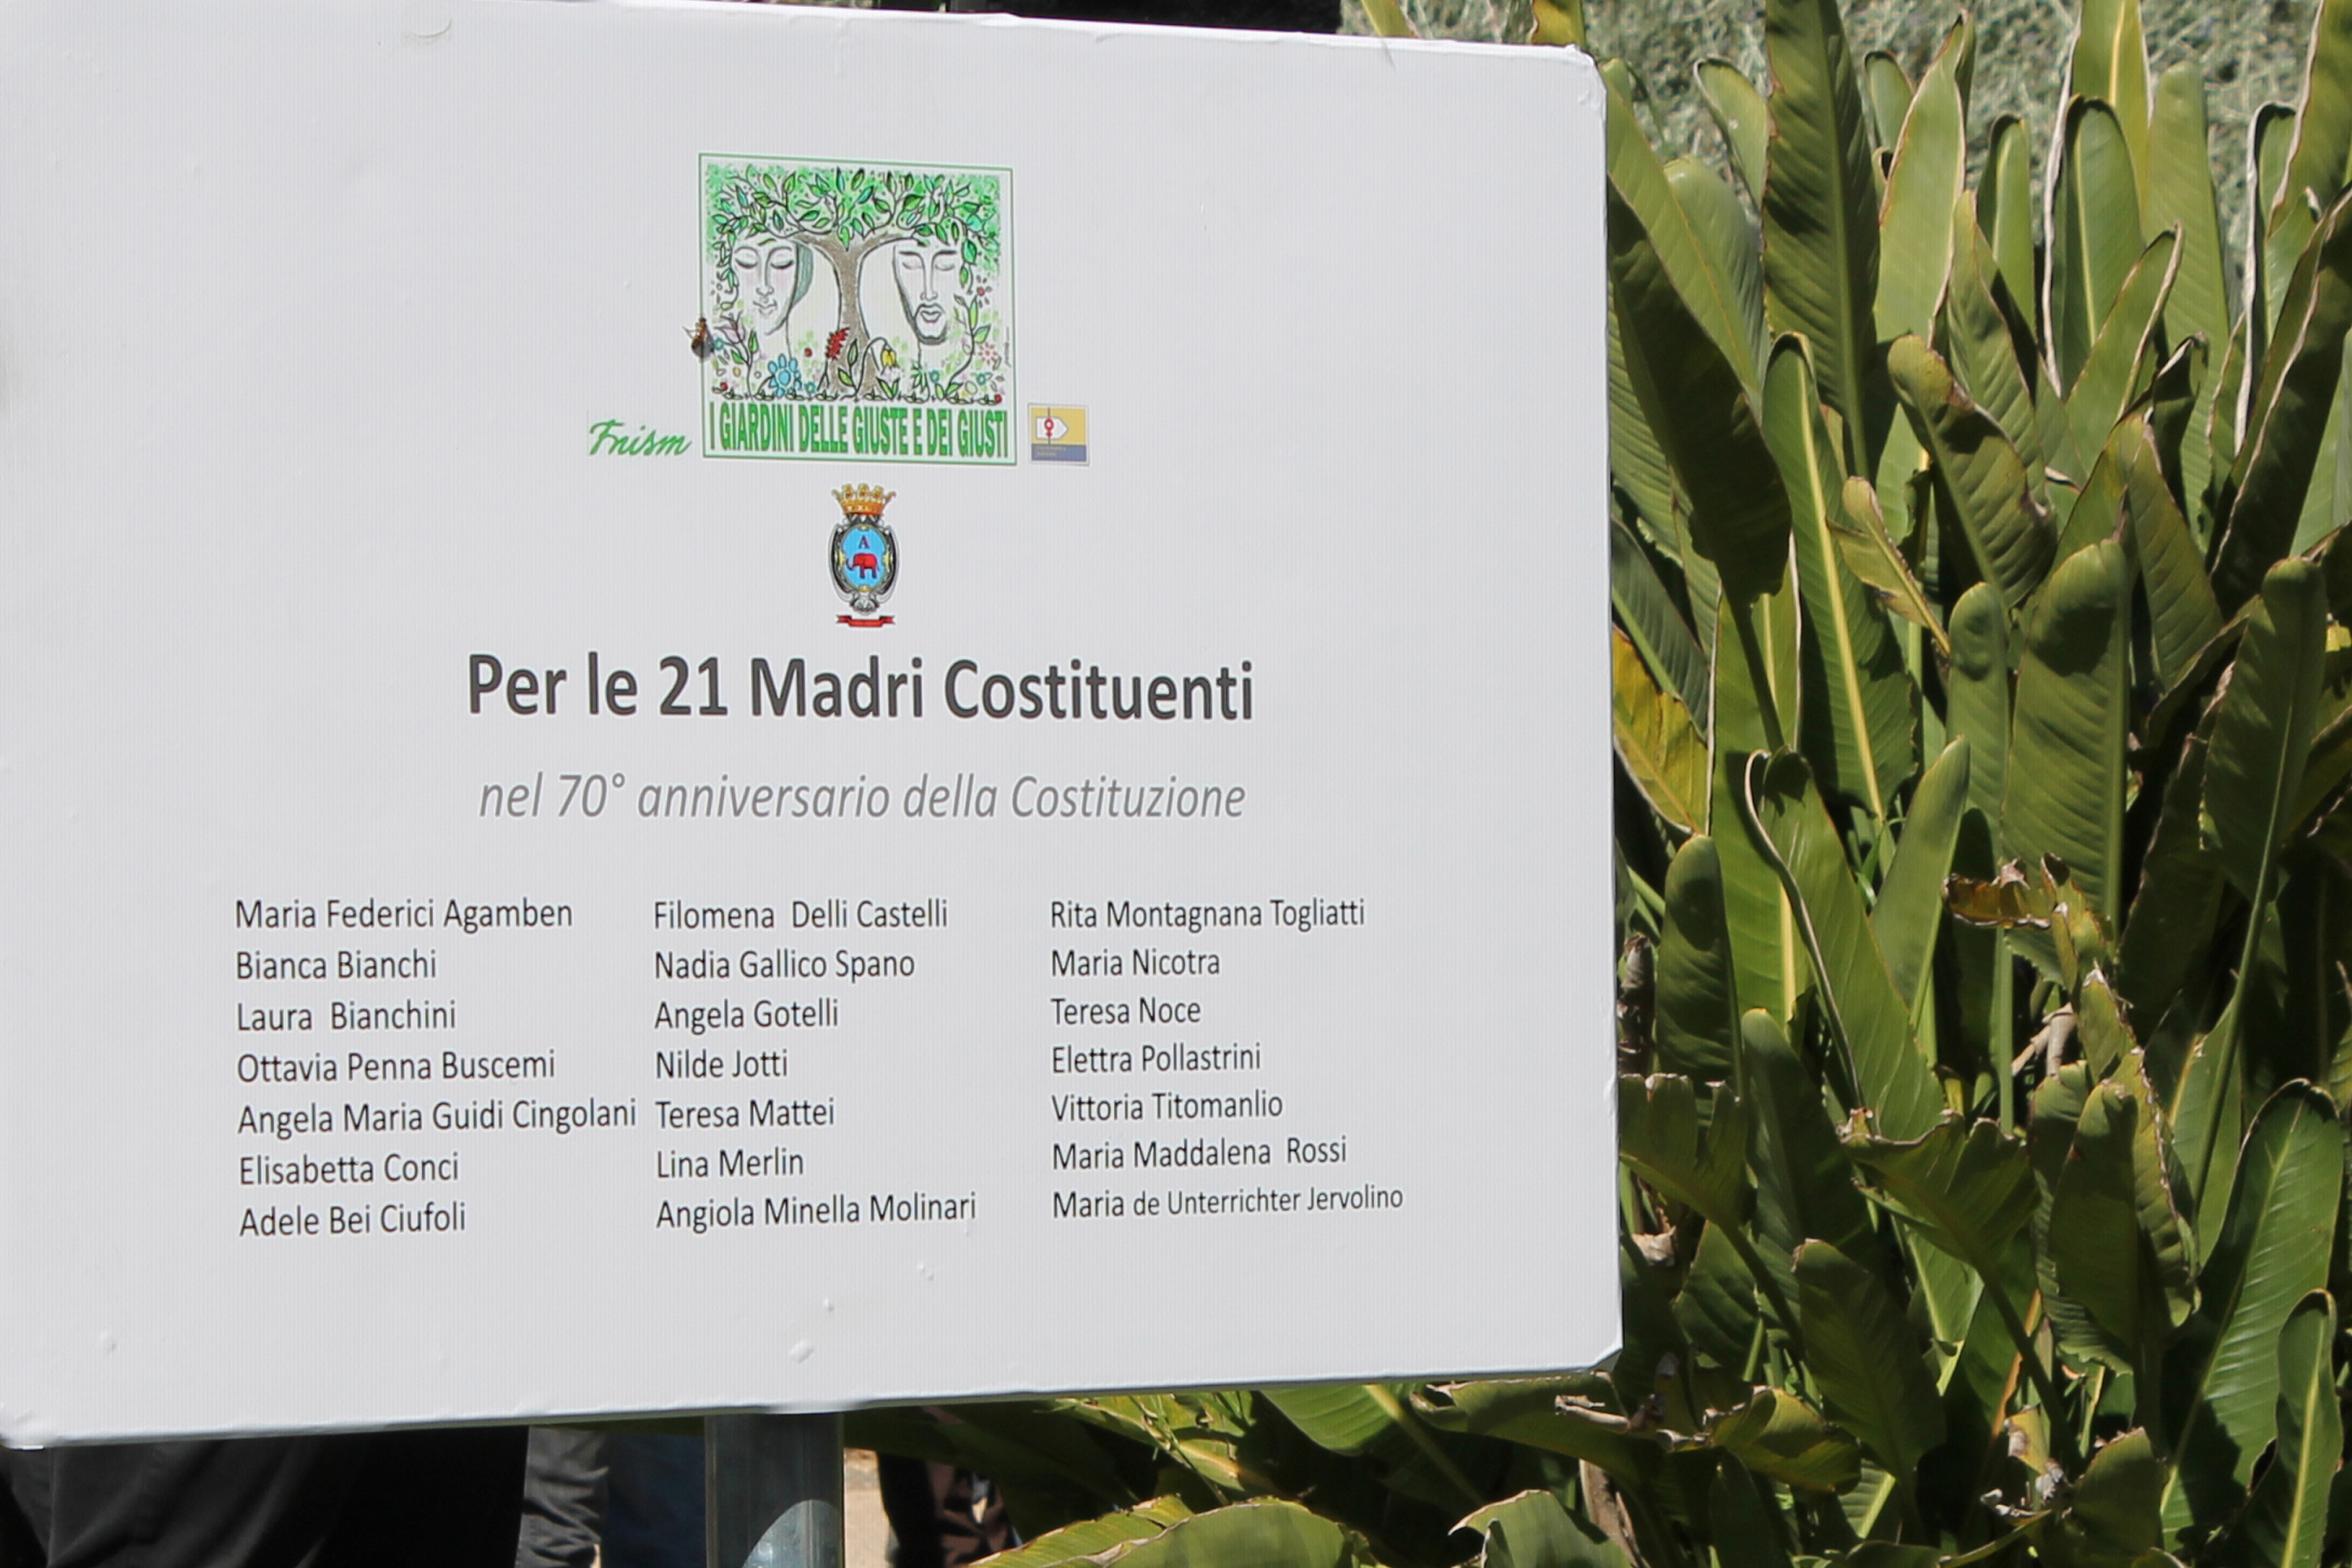 Fnism
I GIARDINI DELLE GIUSTE E DEI GIUSTI
A
Per le 21 Madri Costituenti
nel 70° anniversario della Costituzione
Maria Federici Agamben
Bianca Bianchi
Laura Bianchini
Ottavia Penna Buscemi
Angela Maria Guidi Cingolani
Elisabetta Conci
Adele Bei Ciufoli
Filomena Delli Castelli
Nadia Gallico Spano
Angela Gotelli
Nilde Jotti
Teresa Mattei
Lina Merlin
Angiola Minella Molinari
Rita Montagnana Togliatti
Maria Nicotra
Teresa Noce
Elettra Pollastrini
Vittoria Titomanlio
Maria Maddalena Rossi
Maria de Unterrichter Jervolino